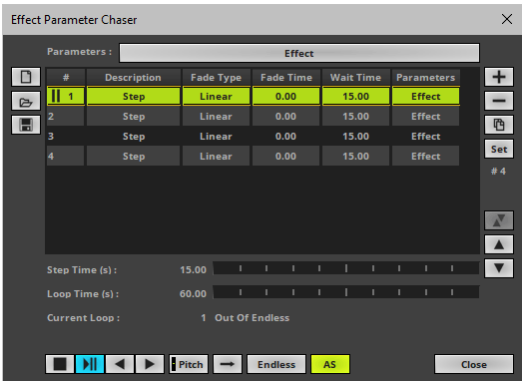 Effect Parameter Chaser
Parameters : Effect
# Description Fade Type Fade Time Wait Time Parameters
1 Step Linear 0.00 15.00 Effect
2 Step Linear 0.00 15.00 Effect
3 Step Linear 0.00 15.00 Effect
4 Step Linear 0.00 15.00 Effect
Set
# 4
Step Time (s) : 15.00
Loop Time (s) : 60.00
Current Loop : 1 Out Of Endless
Pitch Endless AS Close